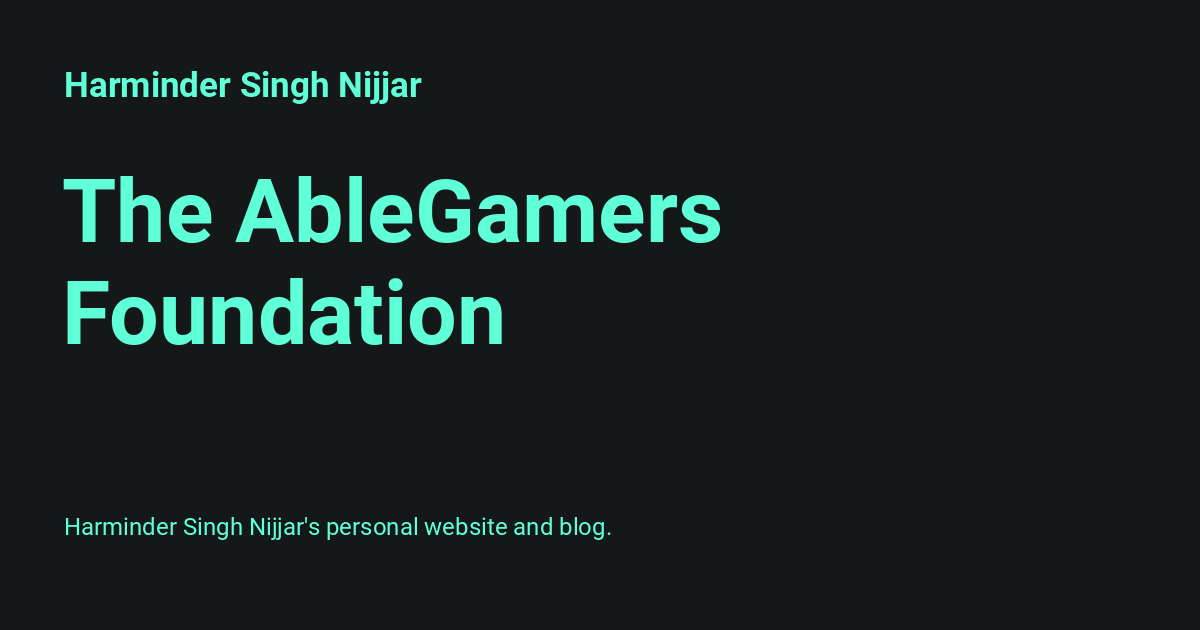 Harminder Singh Nijjar
The AbleGamers
Foundation
Harminder Singh Nijjar's personal website and blog.